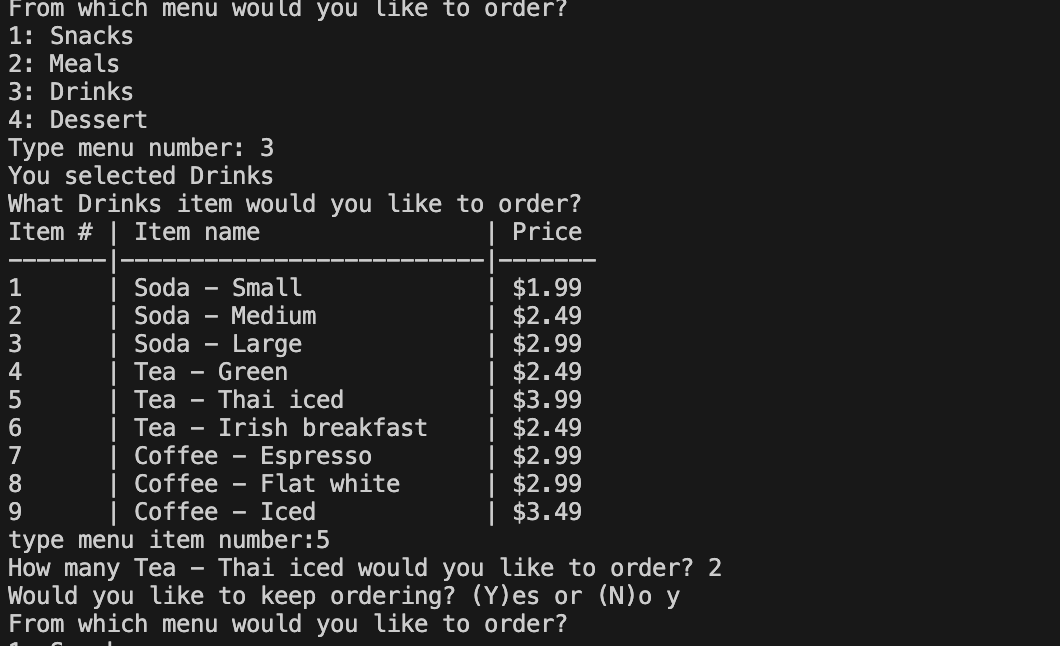 From which menu would you like to order?
1: Snacks
2: Meals
3: Drinks
4: Dessert
Type menu number: 3
You selected Drinks
What Drinks item would you like to order?
Item # | Item name                | Price
-------|--------------------------|-------
1      | Soda - Small             | $1.99
2      | Soda - Medium            | $2.49
3      | Soda - Large             | $2.99
4      | Tea - Green              | $2.49
5      | Tea - Thai iced          | $3.99
6      | Tea - Irish breakfast    | $2.49
7      | Coffee - Espresso        | $2.99
8      | Coffee - Flat white      | $2.99
9      | Coffee - Iced            | $3.49
type menu item number:5
How many Tea - Thai iced would you like to order? 2
Would you like to keep ordering? (Y)es or (N)o y
From which menu would you like to order?